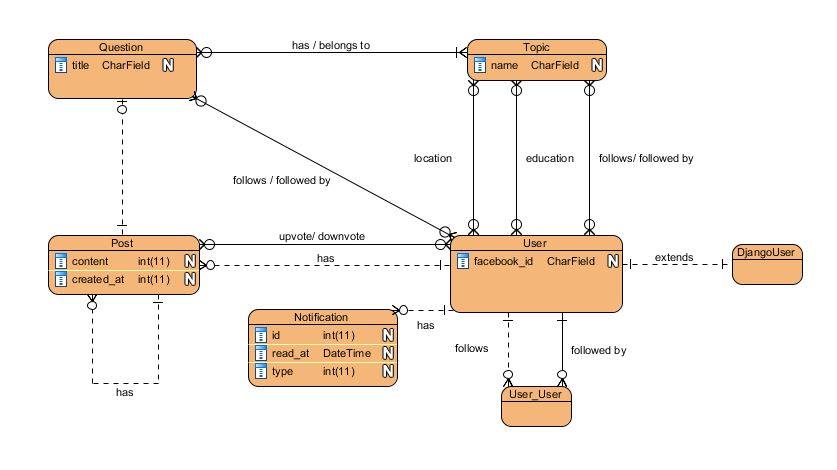 Question
title CharField N
has / belongs to
Topic
name CharField N
location
education
follows/ followed by
follows / followed by
Post
content int(11) N
created_at int(11) N
upvote/ downvote
has
User
facebook_id CharField N
extends
DjangoUser
has
Notification
id int(11) N
read_at DateTime N
type int(11) N
has
follows
followed by
User_User